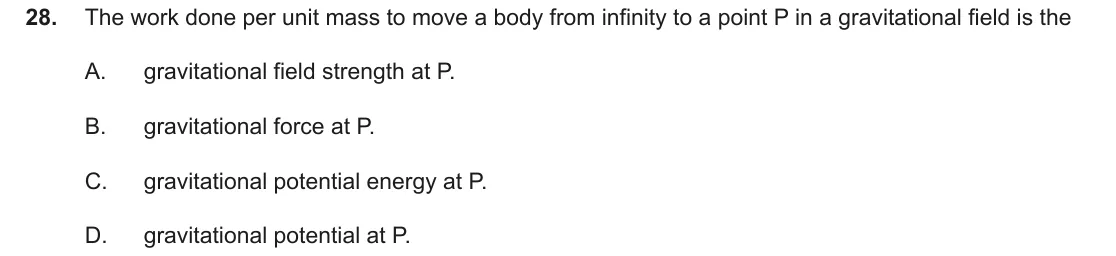 28. The work done per unit mass to move a body from infinity to a point P in a gravitational field is the
A. gravitational field strength at P.
B. gravitational force at P.
C. gravitational potential energy at P.
D. gravitational potential at P.